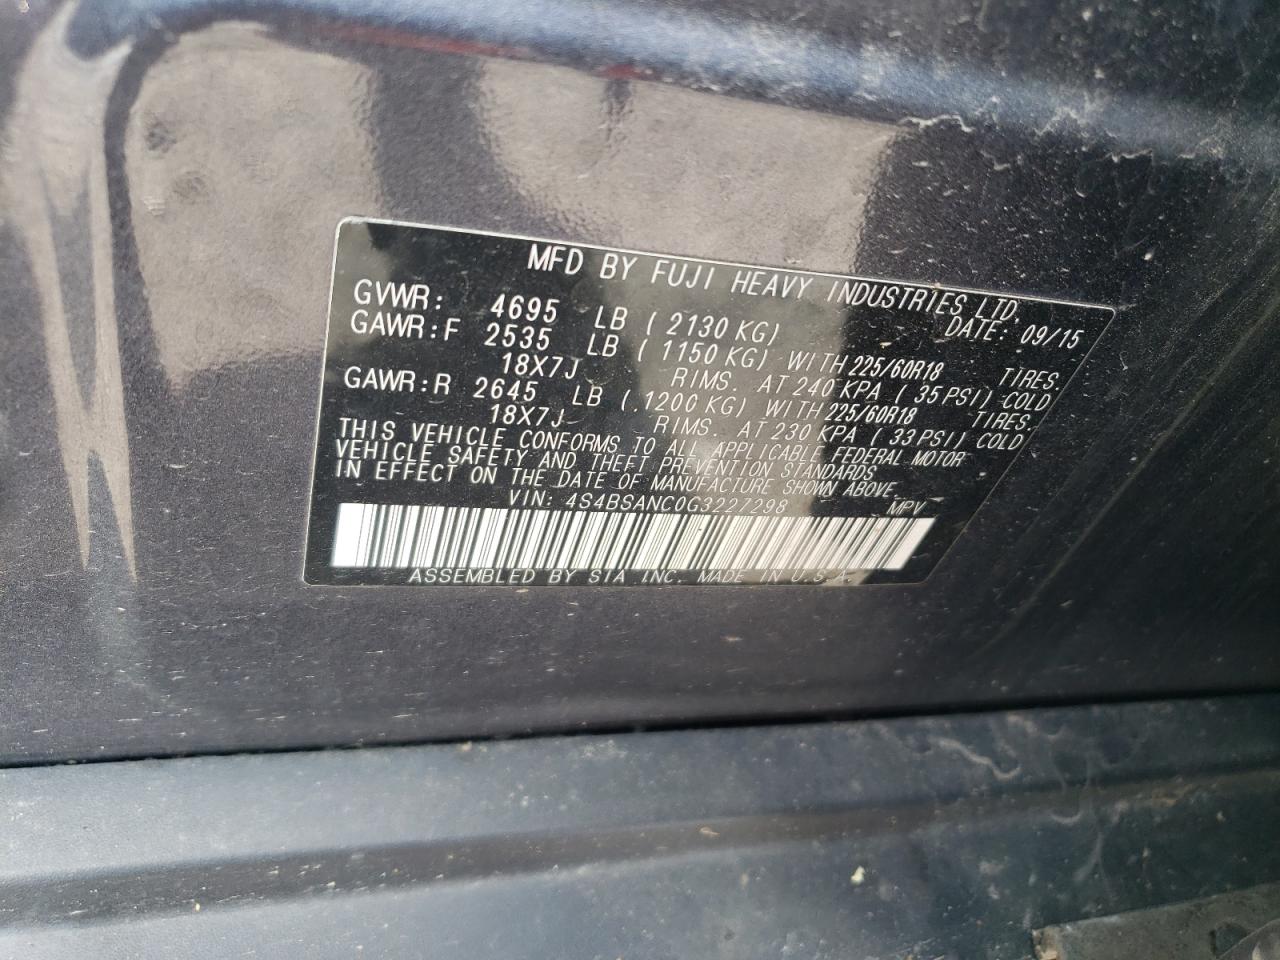 MFD BY FUJI HEAVY INDUSTRIES LTD.
DATE: 09/15
GVWR: 4695 LB ( 2130 KG)
GAWR:F 2535 LB ( 1150 KG) WITH 225/60R18 TIRES.
18X7J RIMS. AT 240 KPA ( 35 PSI) COLD
GAWR:R 2645 LB ( 1200 KG) WITH 225/60R18 TIRES.
18X7J RIMS. AT 230 KPA ( 33 PSI) COLD
THIS VEHICLE CONFORMS TO ALL APPLICABLE FEDERAL MOTOR
VEHICLE SAFETY AND THEFT PREVENTION STANDARDS
IN EFFECT ON THE DATE OF MANUFACTURE SHOWN ABOVE.
VIN: 4S4BSANC0G3227298 MPV
ASSEMBLED BY SIA INC. MADE IN U.S.A.